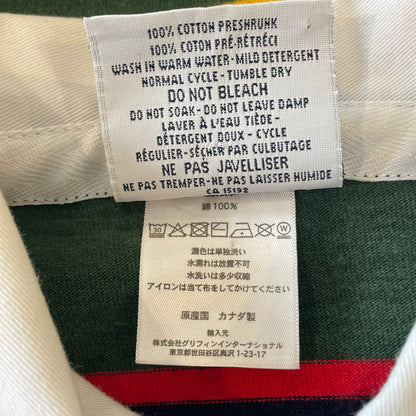 100% COTTON PRESHRUNK
100% COTON PRÉ-RÉTRÉCI
WASH IN WARM WATER-MILD DETERGENT
NORMAL CYCLE - TUMBLE DRY
DO NOT BLEACH
DO NOT SOAK - DO NOT LEAVE DAMP
LAVER À L'EAU TIÈDE -
DÉTERGENT DOUX - CYCLE
RÉGULIER-SÉCHER PAR CULBUTAGE
NE PAS JAVELLISER
NE PAS TREMPER-NE PAS LAISSER HUMIDE
CA 15192
綿100%
30 W
濃色は単独洗い
水濡れは放置不可
水洗いは多少収縮
アイロンは当て布をしてかける
原産国 カナダ製
輸入元
株式会社グリフィンインターナショナル
東京都世田谷区奥沢1-23-17